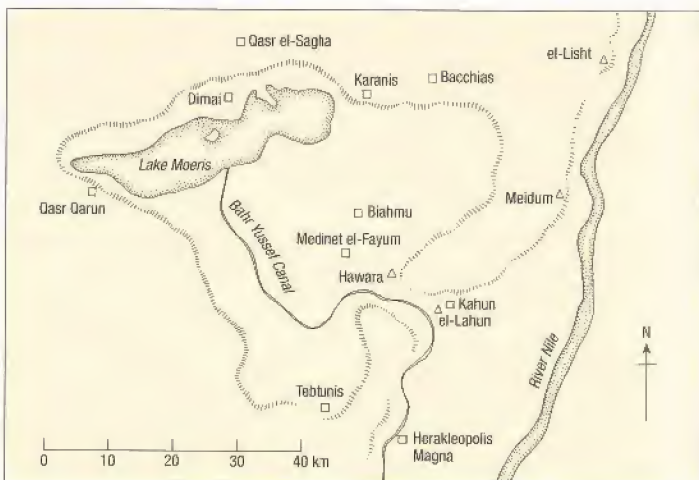 Qasr el-Sagha
el-Lisht
Karanis
Bacchias
Dimai
Lake Moeris
Qasr Qarun
Meidum
Biahmu
Bahr Yussef Canal
Medinet el-Fayum
Hawara
Kahun
el-Lahun
River Nile
N
Tebtunis
Herakleopolis
Magna
0 10 20 30 40 km